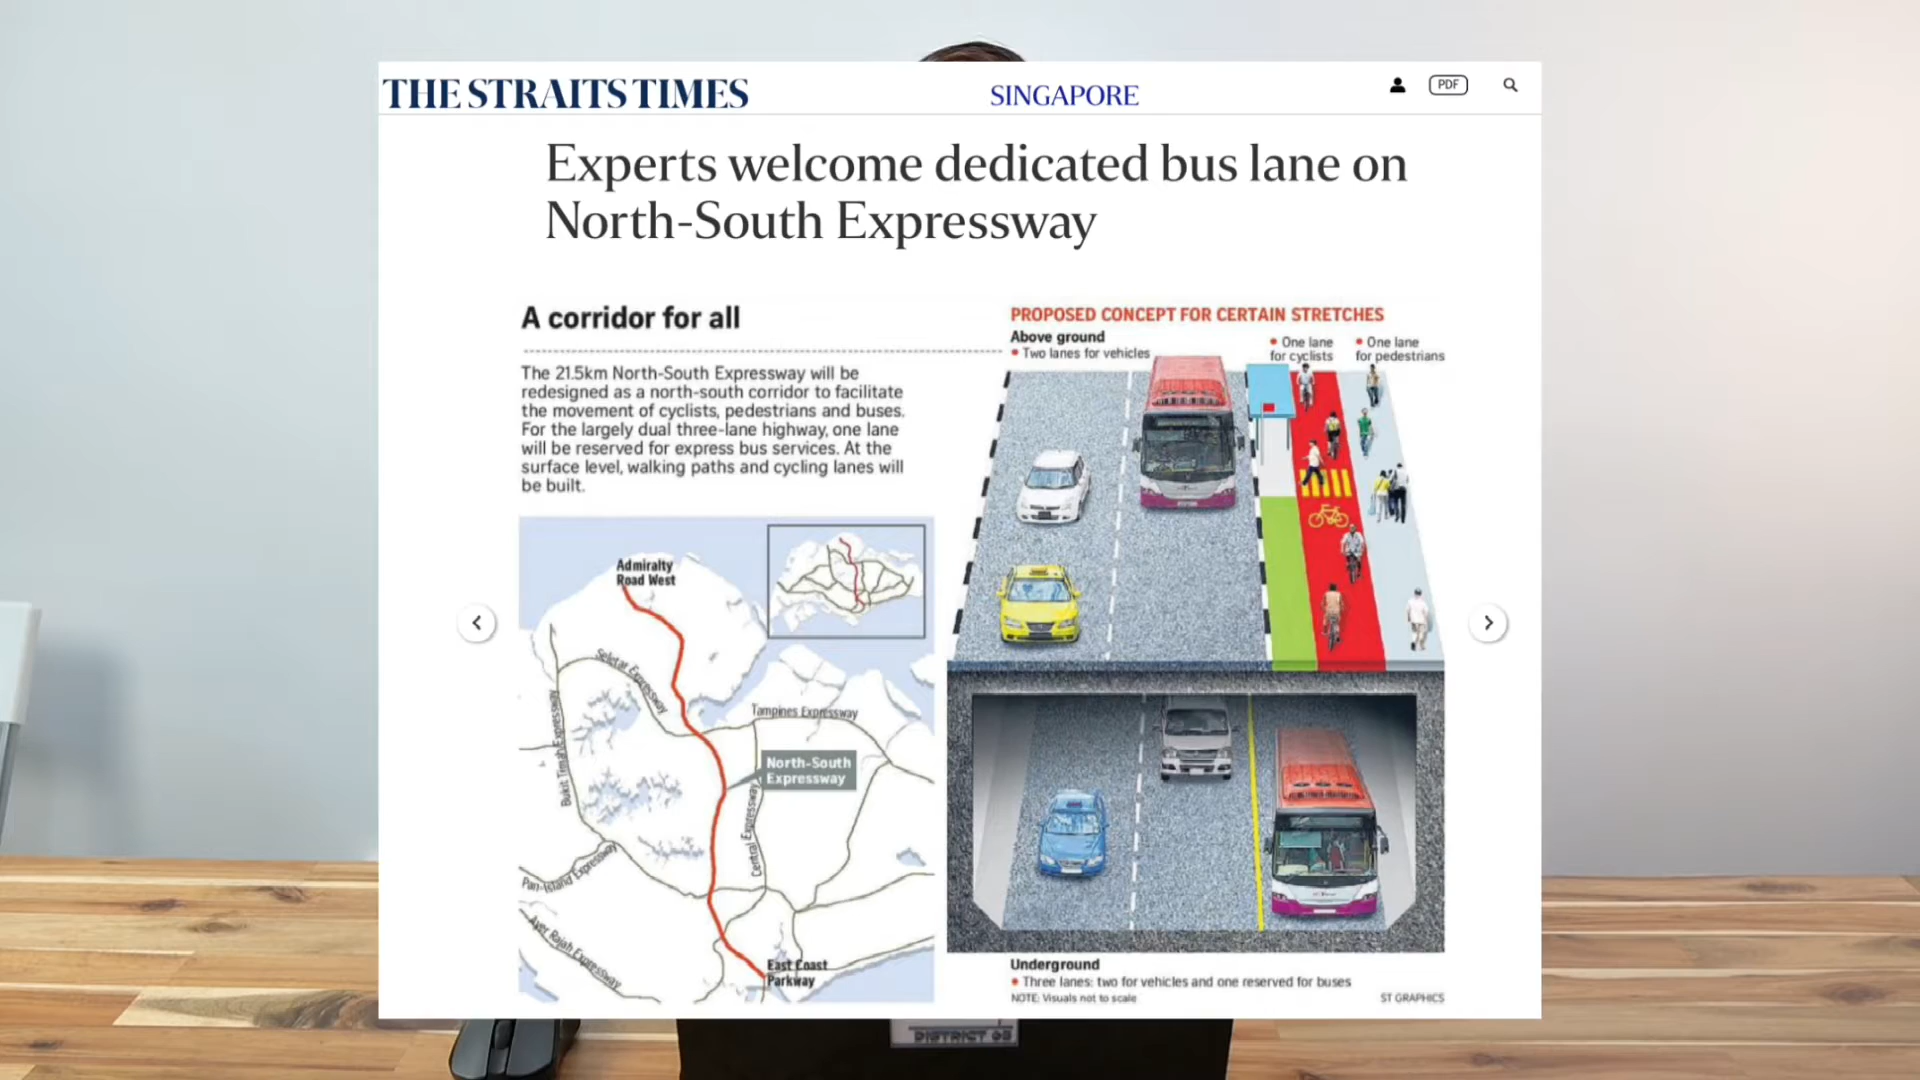 THE STRAITS TIMES
SINGAPORE
PDF
Experts welcome dedicated bus lane on
North-South Expressway
A corridor for all
The 21.5km North-South Expressway will be
redesigned as a north-south corridor to facilitate
the movement of cyclists, pedestrians and buses.
For the largely dual three-lane highway, one lane
will be reserved for express bus services. At the
surface level, walking paths and cycling lanes will
be built.
Admiralty
Road West
Seletar Expressway
Bukit Timah Expressway
Tampines Expressway
North-South
Expressway
Central Expressway
Pan-Island Expressway
Ayer Rajah Expressway
East Coast
Parkway
PROPOSED CONCEPT FOR CERTAIN STRETCHES
Above ground
• Two lanes for vehicles
• One lane
for cyclists
• One lane
for pedestrians
Underground
• Three lanes: two for vehicles and one reserved for buses
NOTE: Visuals not to scale
ST GRAPHICS
DISTRICT 65